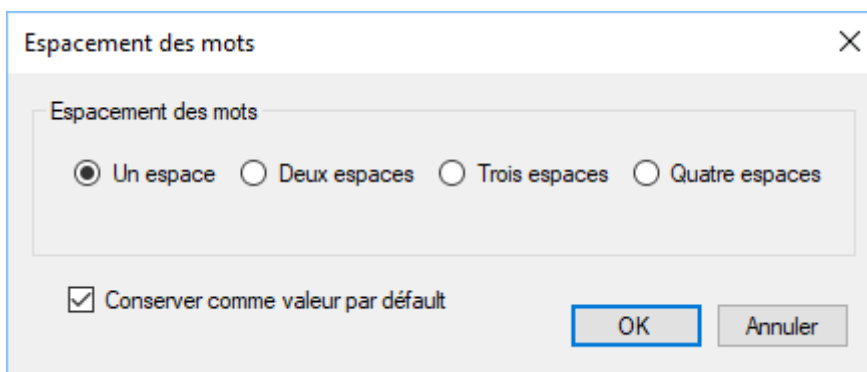 Espacement des mots
Espacement des mots
Un espace Deux espaces Trois espaces Quatre espaces
Conserver comme valeur par défault
OK Annuler